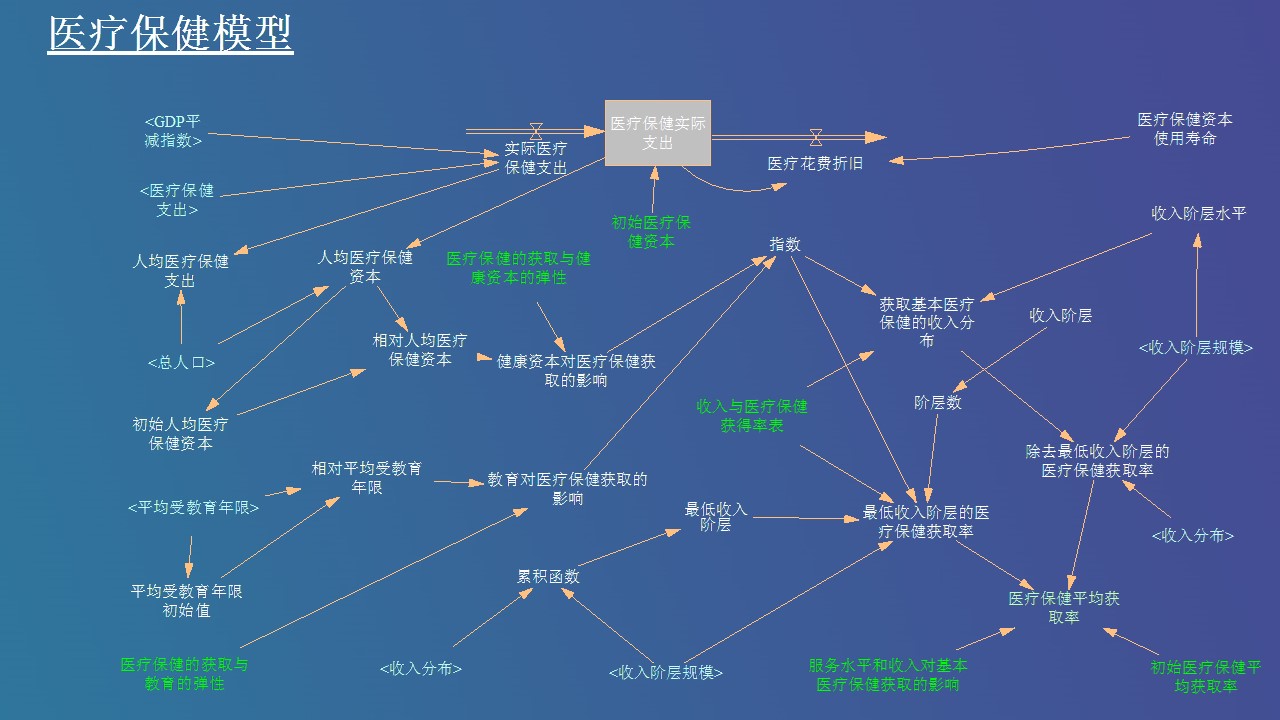 医疗保健模型
<GDP平
减指数>
<医疗保健
支出>
实际医疗
保健支出
医疗保健实际
支出
医疗花费折旧
医疗保健资本
使用寿命
初始医疗保
健资本
收入阶层水平
人均医疗保健
支出
人均医疗保健
资本
医疗保健的获取与健
康资本的弹性
指数
获取基本医疗
保健的收入分
布
收入阶层
<总人口>
相对人均医疗
保健资本
健康资本对医疗保健获
取的影响
<收入阶层规模>
初始人均医疗
保健资本
收入与医疗保健
获得率表
阶层数
除去最低收入阶层的
医疗保健获取率
相对平均受教育
年限
教育对医疗保健获取的
影响
<平均受教育年限>
最低收入
阶层
最低收入阶层的医
疗保健获取率
<收入分布>
平均受教育年限
初始值
累积函数
医疗保健平均获
取率
医疗保健的获取与
教育的弹性
<收入分布>
<收入阶层规模>
服务水平和收入对基本
医疗保健获取的影响
初始医疗保健平
均获取率